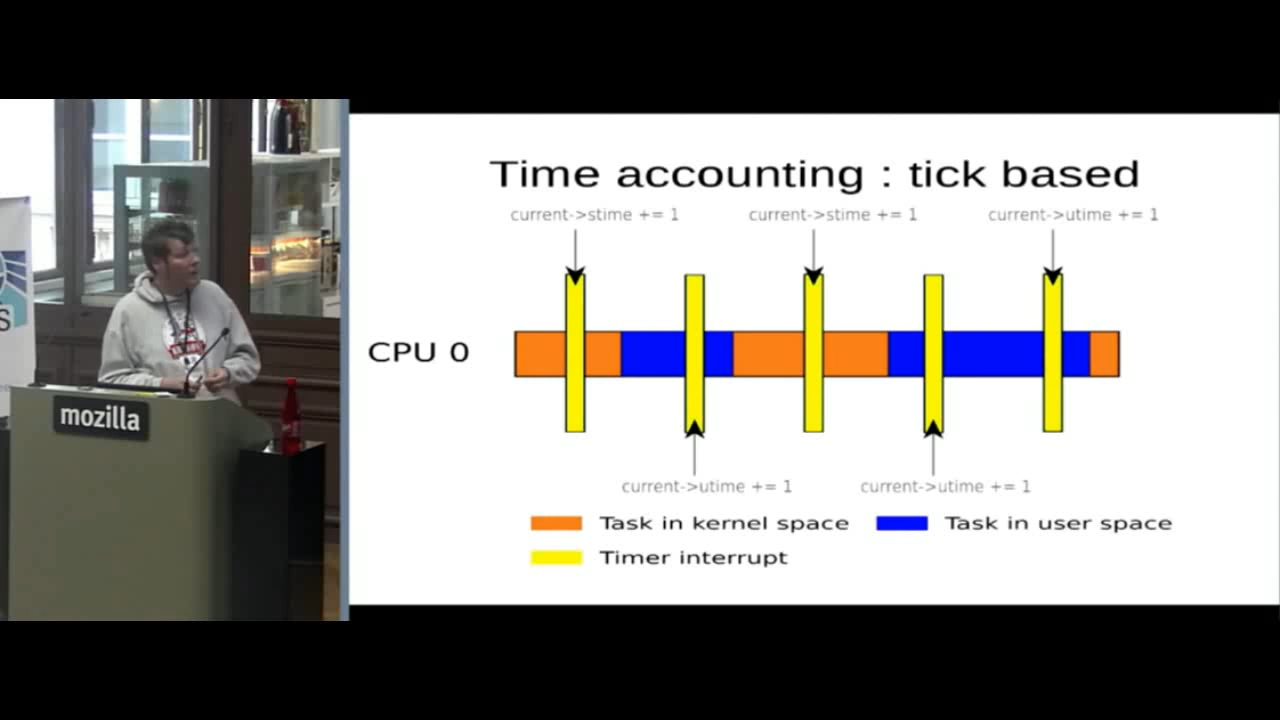 Time accounting : tick based
current->stime += 1
current->stime += 1
current->utime += 1
CPU 0
current->utime += 1
current->utime += 1
Task in kernel space
Task in user space
Timer interrupt
mozilla
S